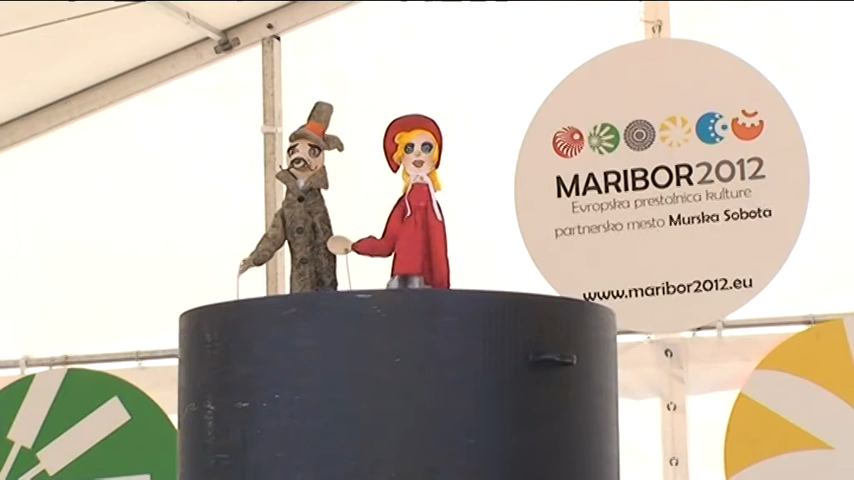 MARIBOR2012
Evropska prestolnica kulture
partnersko mesto Murska Sobota
www.maribor2012.eu